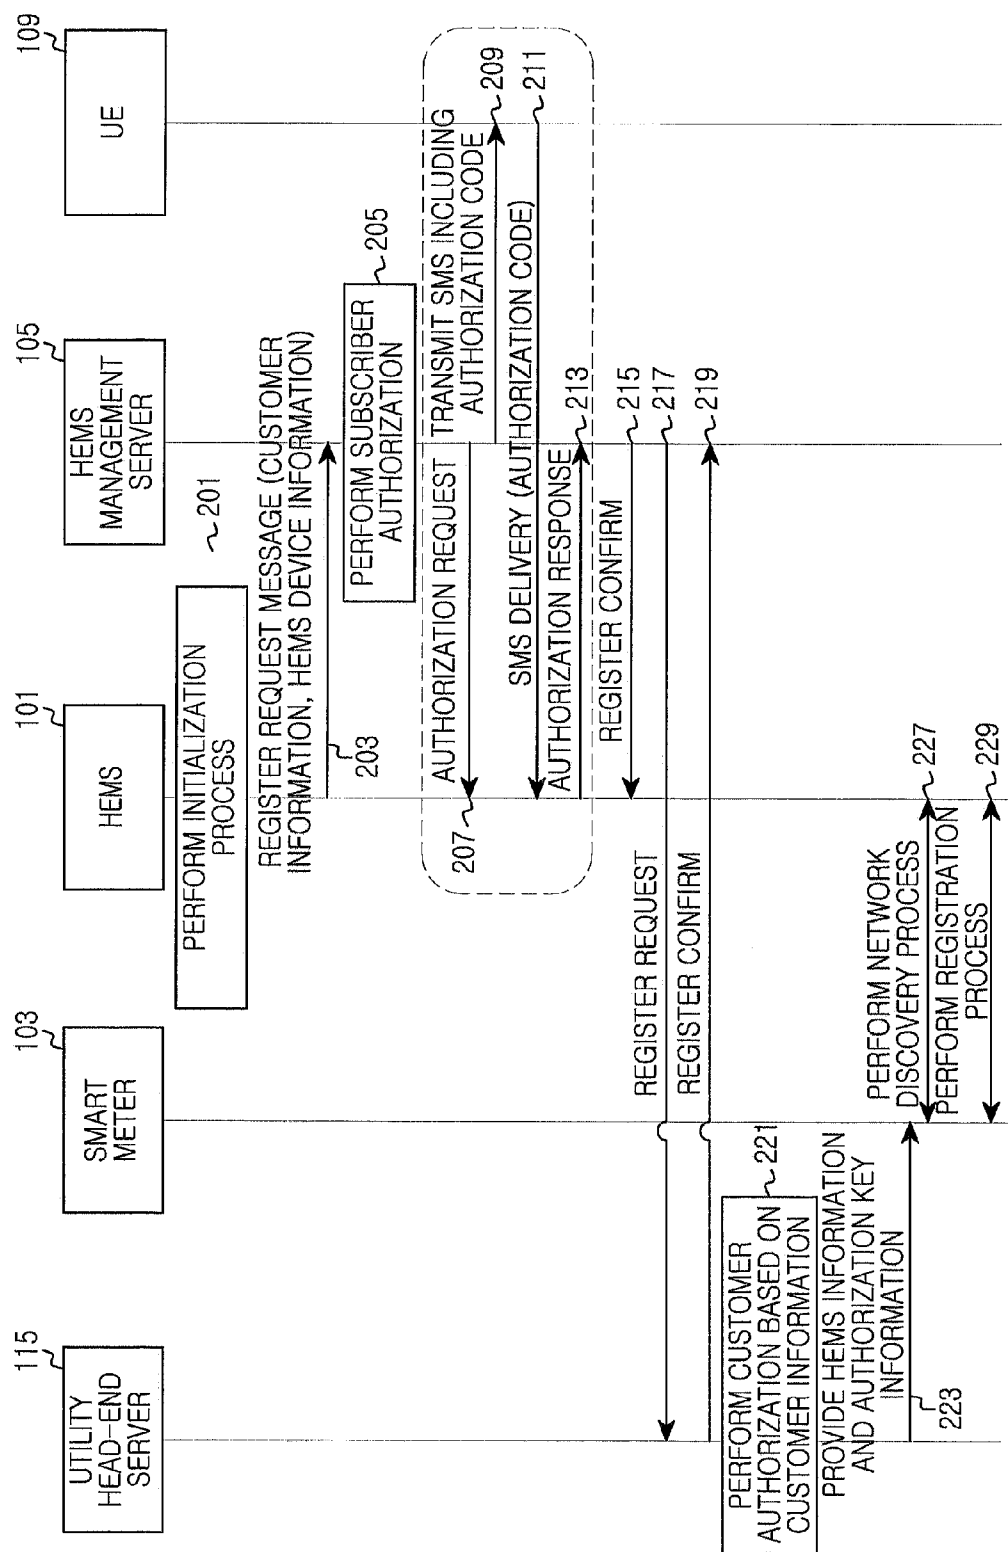 115
UTILITY
HEAD-END
SERVER
103
SMART
METER
101
HEMS
105
HEMS
MANAGEMENT
SERVER
109
UE
PERFORM INITIALIZATION
PROCESS
201
REGISTER REQUEST MESSAGE (CUSTOMER
INFORMATION, HEMS DEVICE INFORMATION)
203
PERFORM SUBSCRIBER
AUTHORIZATION
205
AUTHORIZATION REQUEST
207
TRANSMIT SMS INCLUDING
AUTHORIZATION CODE
209
SMS DELIVERY (AUTHORIZATION CODE)
211
AUTHORIZATION RESPONSE
213
REGISTER CONFIRM
215
REGISTER REQUEST
217
REGISTER CONFIRM
219
PERFORM CUSTOMER
AUTHORIZATION BASED ON
CUSTOMER INFORMATION
221
PROVIDE HEMS INFORMATION
AND AUTHORIZATION KEY
INFORMATION
223
PERFORM NETWORK
DISCOVERY PROCESS
227
PERFORM REGISTRATION
PROCESS
229